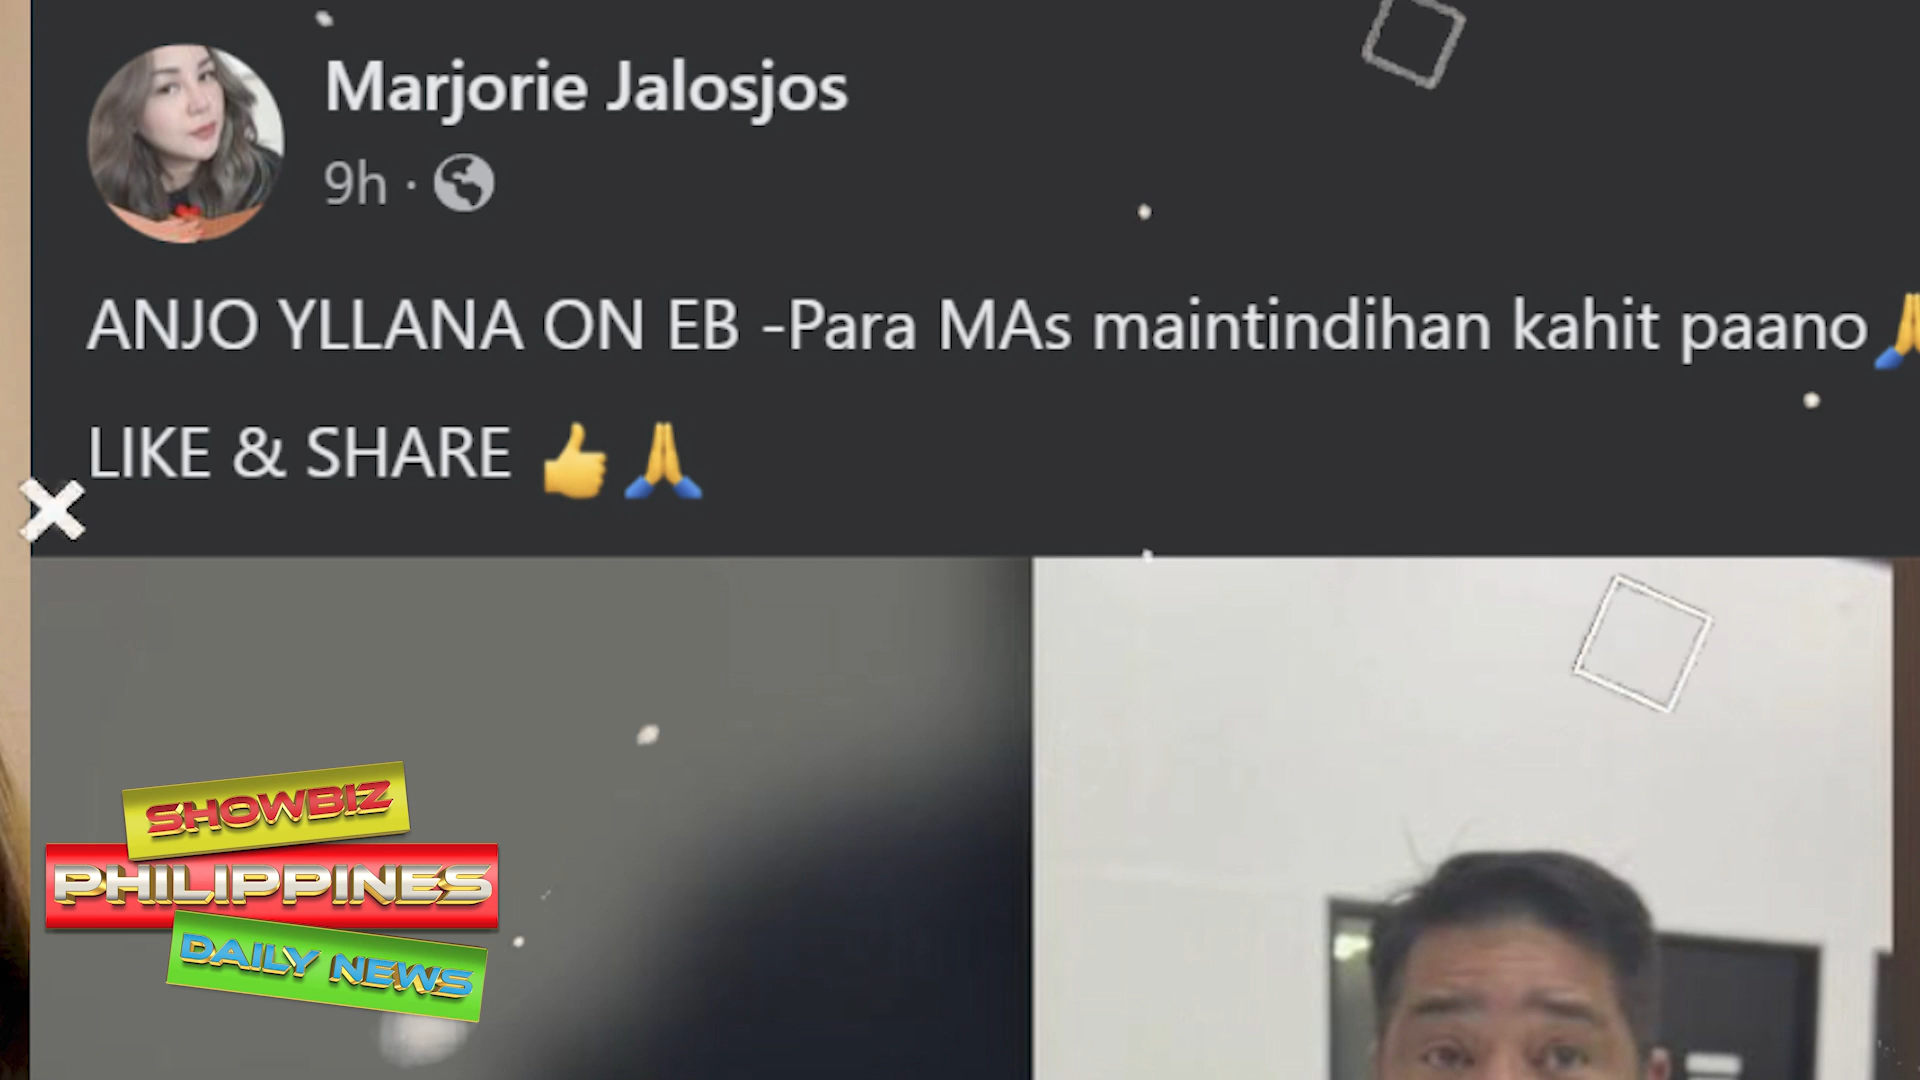 Marjorie Jalosjos
9h ·
ANJO YLLANA ON EB -Para MAs maintindihan kahit paano🙏
LIKE & SHARE 👍🙏
SHOWBIZ
PHILIPPINES
DAILY NEWS